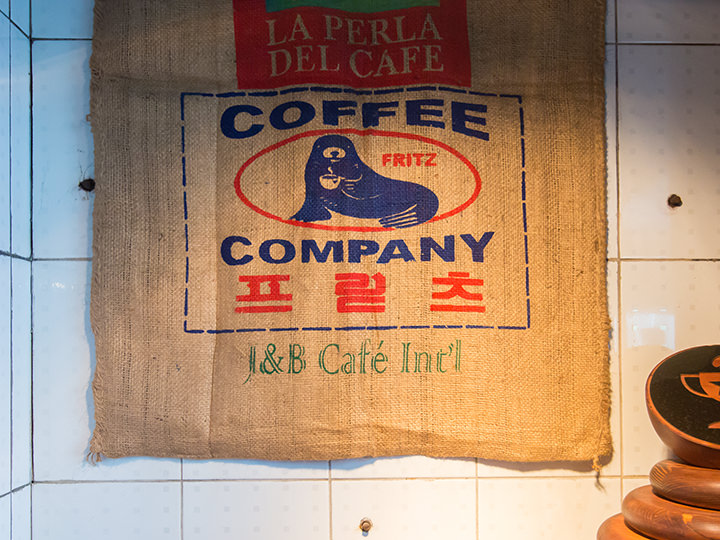 LA PERLA
DEL CAFE
COFFEE
FRITZ
COMPANY
프릳츠
J&B Café Int'l